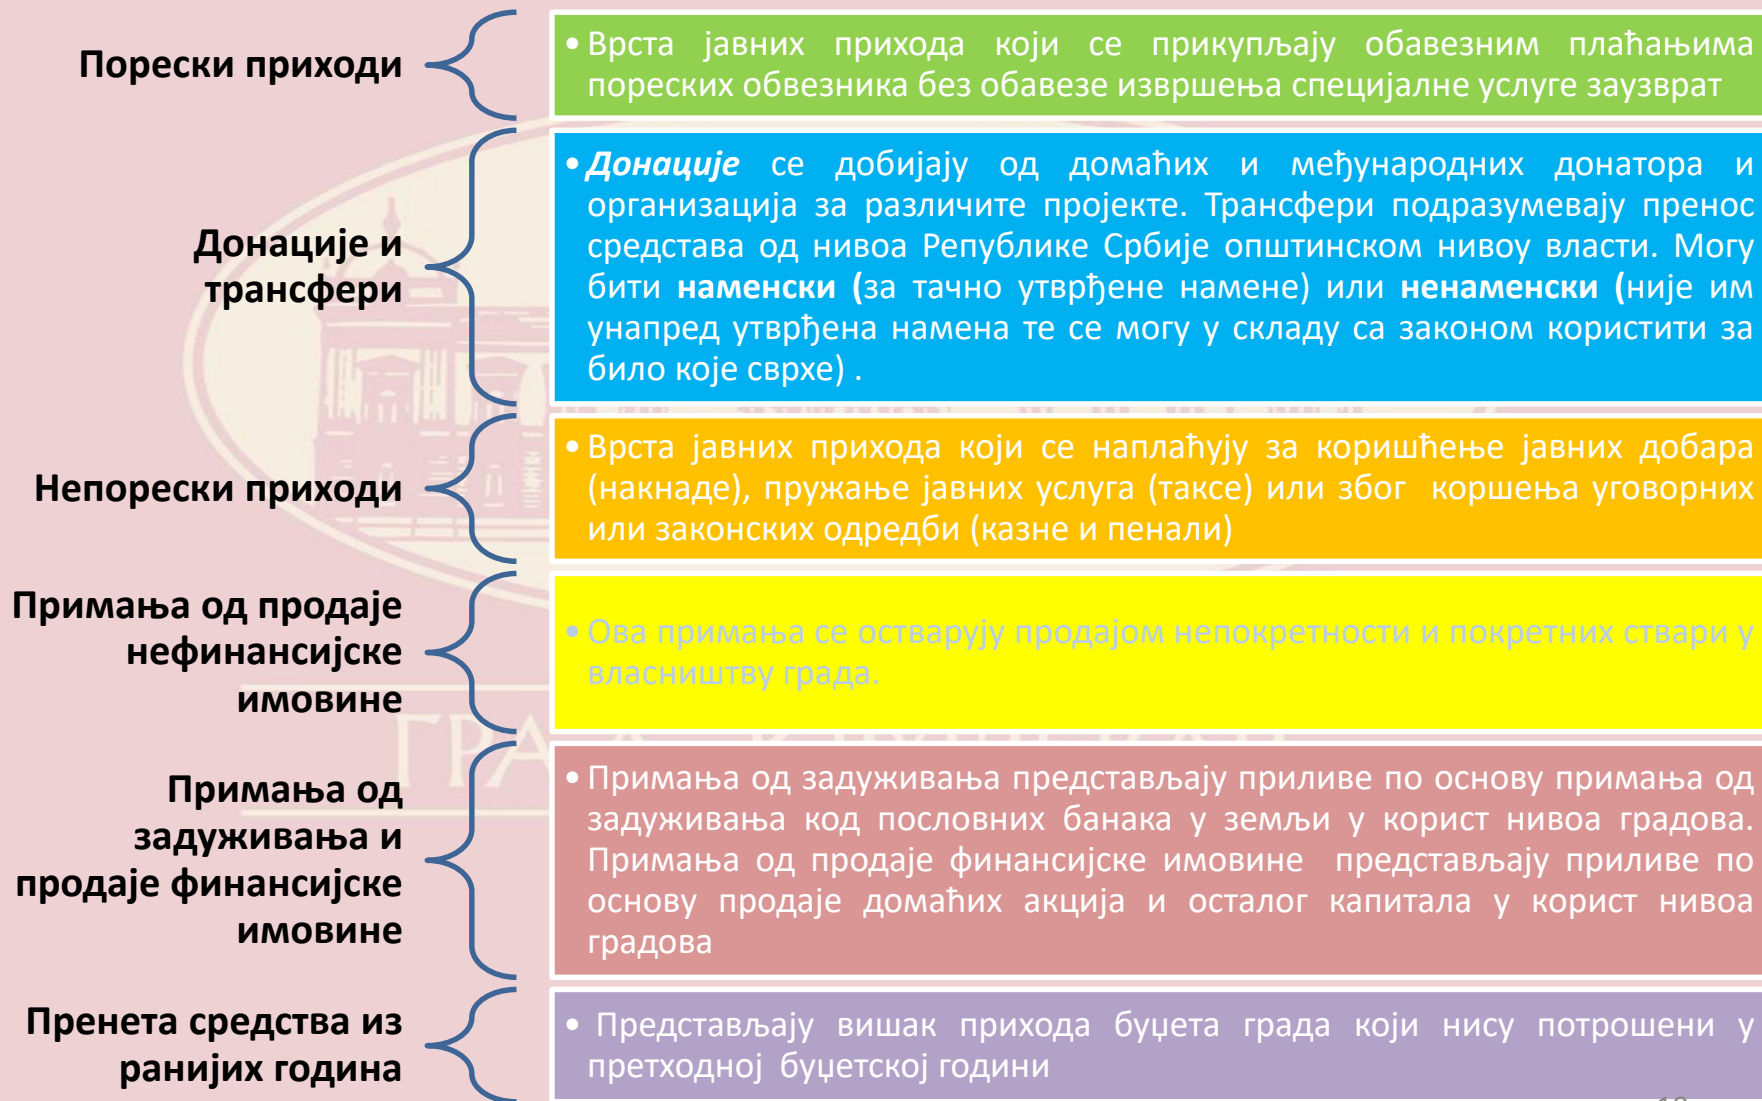 Порески приходи
• Врста јавних прихода који се прикупљају обавезним плаћањима
пореских обвезника без обавезе извршења специјалне услуге заузврат
Донације и
трансфери
• Донације се добијају од домаћих и међународних донатора и
организација за различите пројекте. Трансфери подразумевају пренос
средстава од нивоа Републике Србије општинском нивоу власти. Могу
бити наменски (за тачно утврђене намене) или ненаменски (није им
унапред утврђена намена те се могу у складу са законом користити за
било које сврхе) .
Непорески приходи
• Врста јавних прихода који се наплаћују за коришћење јавних добара
(накнаде), пружање јавних услуга (таксе) или због коршења уговорних
или законских одредби (казне и пенали)
Примања од продаје
нефинансијске
имовине
• Ова примања се остварују продајом непокретности и покретних ствари у
власништву града.
Примања од
задуживања и
продаје финансијске
имовине
• Примања од задуживања представљају приливе по основу примања од
задуживања код пословних банака у земљи у корист нивоа градова.
Примања од продаје финансијске имовине представљају приливе по
основу продаје домаћих акција и осталог капитала у корист нивоа
градова
Пренета средства из
ранијих година
• Представљају вишак прихода буџета града који нису потрошени у
претходној буџетској години